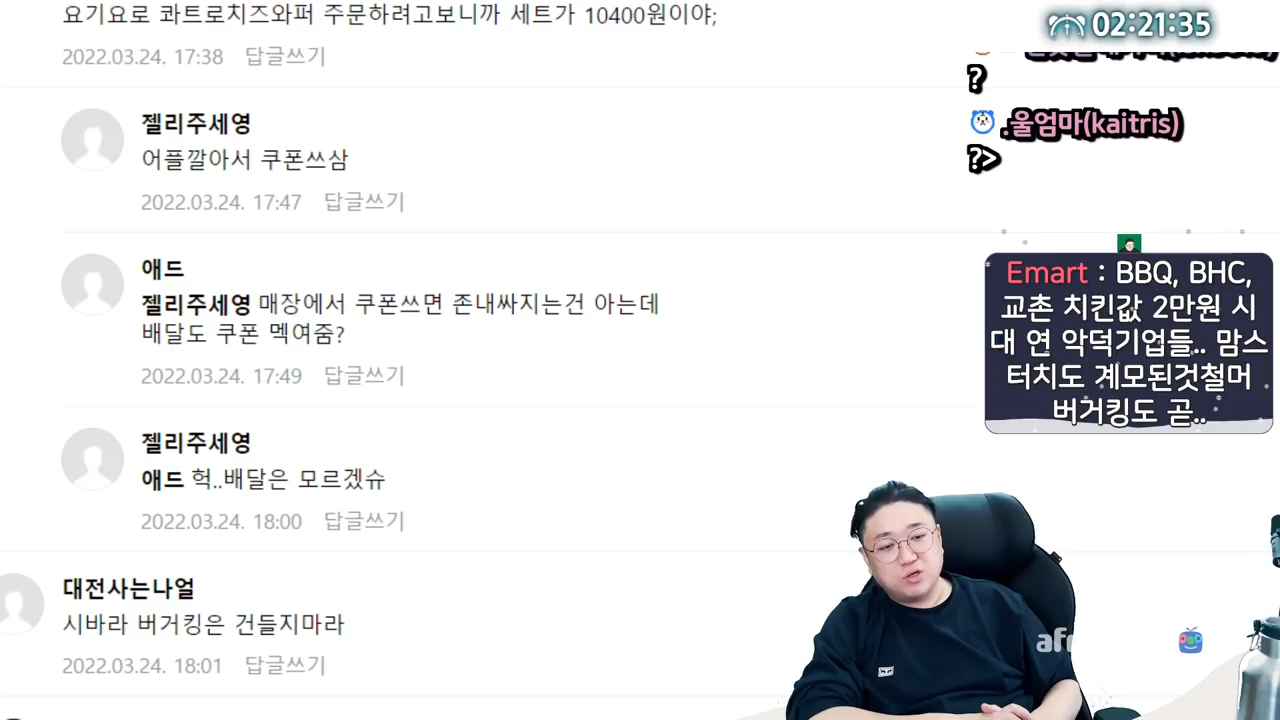 요기요로 콰트로치즈와퍼 주문하려고보니까 세트가 10400원이야;
2022.03.24. 17:38 답글쓰기
젤리주세영
어플깔아서 쿠폰쓰삼
2022.03.24. 17:47 답글쓰기
애드
젤리주세영 매장에서 쿠폰쓰면 존내싸지는건 아는데
배달도 쿠폰 멕여줌?
2022.03.24. 17:49 답글쓰기
젤리주세영
애드 헉..배달은 모르겠슈
2022.03.24. 18:00 답글쓰기
대전사는나얼
시바라 버거킹은 건들지마라
2022.03.24. 18:01 답글쓰기
02:21:35
?
.울엄마(kaitris)
?>
Emart : BBQ, BHC,
교촌 치킨값 2만원 시
대 연 악덕기업들.. 맘스
터치도 계모된것철머
버거킹도 곧..
afr